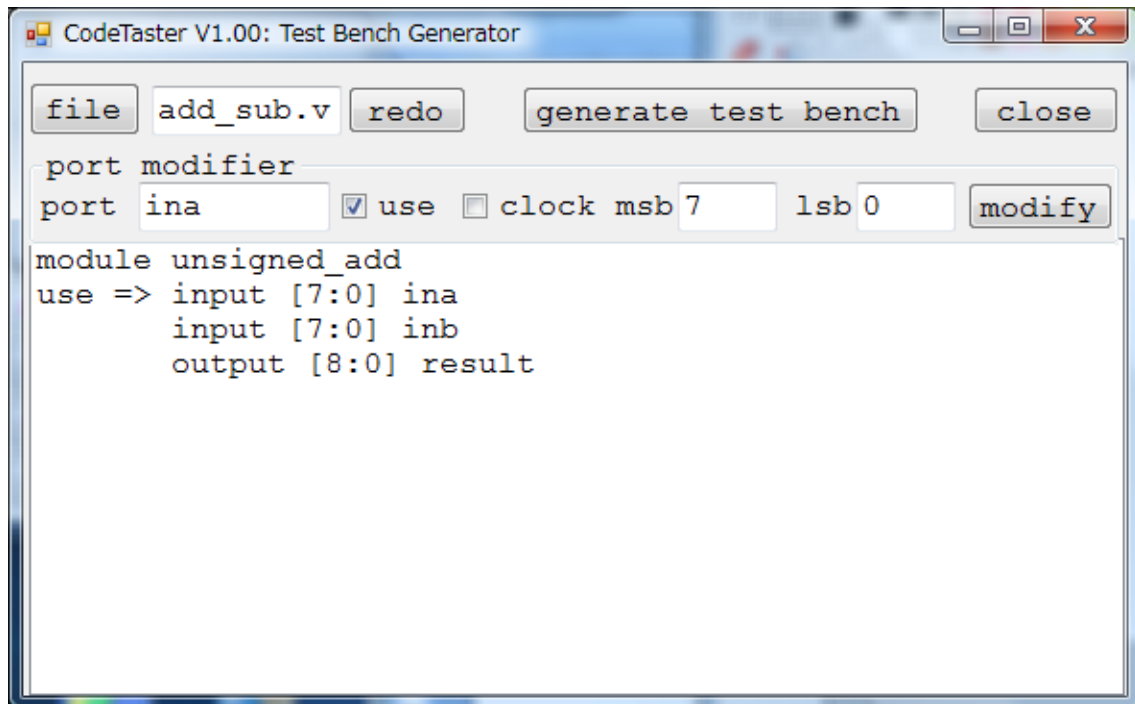 CodeTaster V1.00: Test Bench Generator
file add_sub.v redo generate test bench close
port modifier
port ina use clock msb 7 lsb 0 modify
module unsigned_add
use => input [7:0] ina
input [7:0] inb
output [8:0] result